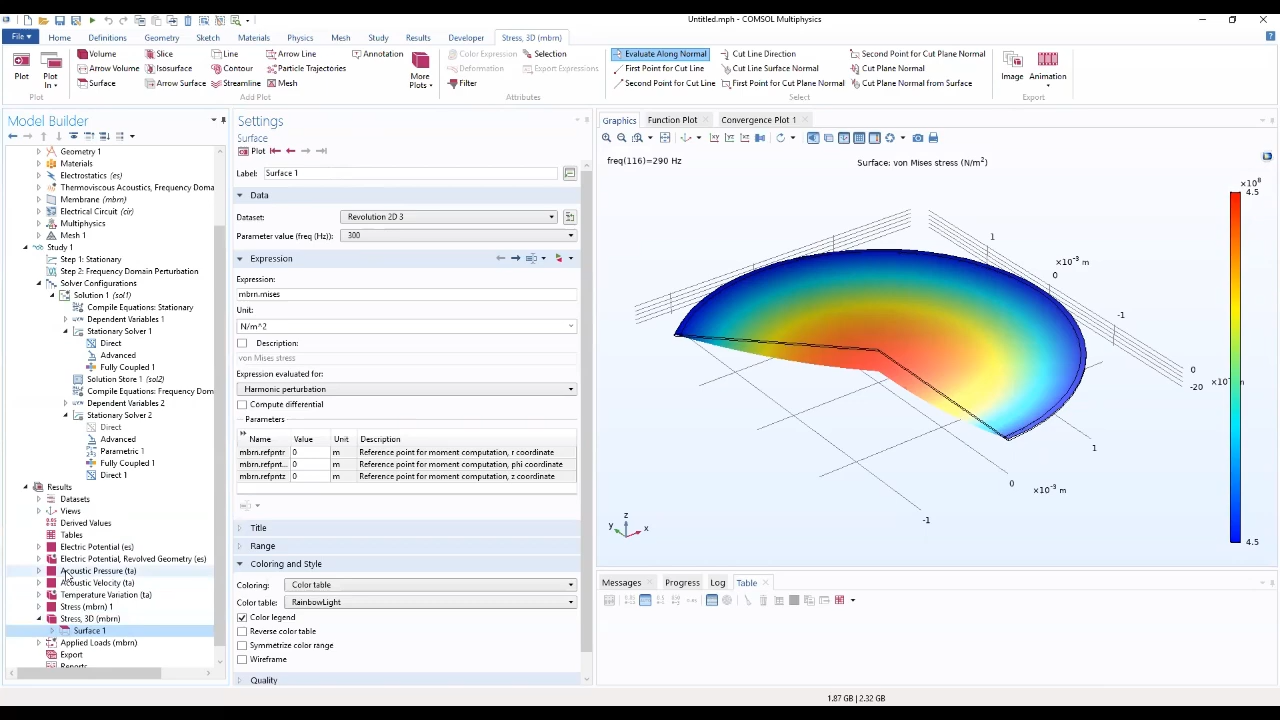 Untitled.mph - COMSOL Multiphysics
File
Home
Definitions
Geometry
Sketch
Materials
Physics
Mesh
Study
Results
Developer
Stress, 3D (mbrn)
Plot
Plot In
Plot
Volume
Arrow Volume
Surface
Slice
Isosurface
Arrow Surface
Line
Contour
Streamline
Arrow Line
Particle Trajectories
Mesh
Annotation
More Plots
Add Plot
Color Expression
Deformation
Filter
Selection
Export Expressions
Attributes
Evaluate Along Normal
First Point for Cut Line
Second Point for Cut Line
Cut Line Direction
Cut Line Surface Normal
First Point for Cut Plane Normal
Second Point for Cut Plane Normal
Cut Plane Normal
Cut Plane Normal from Surface
Select
Image
Animation
Export
Model Builder
Geometry 1
Materials
Electrostatics (es)
Thermoviscous Acoustics, Frequency Doma
Membrane (mbrn)
Electrical Circuit (cir)
Multiphysics
Mesh 1
Study 1
Step 1: Stationary
Step 2: Frequency Domain Perturbation
Solver Configurations
Solution 1 (sol1)
Compile Equations: Stationary
Dependent Variables 1
Stationary Solver 1
Direct
Advanced
Fully Coupled 1
Solution Store 1 (sol2)
Compile Equations: Frequency Dom
Dependent Variables 2
Stationary Solver 2
Direct
Advanced
Parametric 1
Fully Coupled 1
Direct 1
Results
Datasets
Views
Derived Values
Tables
Electric Potential (es)
Electric Potential, Revolved Geometry (es)
Acoustic Pressure (ta)
Acoustic Velocity (ta)
Temperature Variation (ta)
Stress (mbrn) 1
Stress, 3D (mbrn)
Surface 1
Applied Loads (mbrn)
Export
Reports
Settings
Surface
Plot
Label: Surface 1
Data
Dataset: Revolution 2D 3
Parameter value (freq (Hz)): 300
Expression
Expression:
mbrn.mises
Unit:
N/m^2
Description:
von Mises stress
Expression evaluated for:
Harmonic perturbation
Compute differential
Parameters
Name Value Unit Description
mbrn.refpntr 0 m Reference point for moment computation, r coordinate
mbrn.refpnt... 0 m Reference point for moment computation, phi coordinate
mbrn.refpntz 0 m Reference point for moment computation, z coordinate
Title
Range
Coloring and Style
Coloring: Color table
Color table: RainbowLight
Color legend
Reverse color table
Symmetrize color range
Wireframe
Quality
Graphics
Function Plot
Convergence Plot 1
freq(116)=290 Hz
Surface: von Mises stress (N/m²)
×10⁸
4.5
1
×10⁻³ m
0
-1
0
-20
1
0
×10⁻³ m
-1
z
y
x
4.5
Messages
Progress
Log
Table
1.87 GB | 2.32 GB